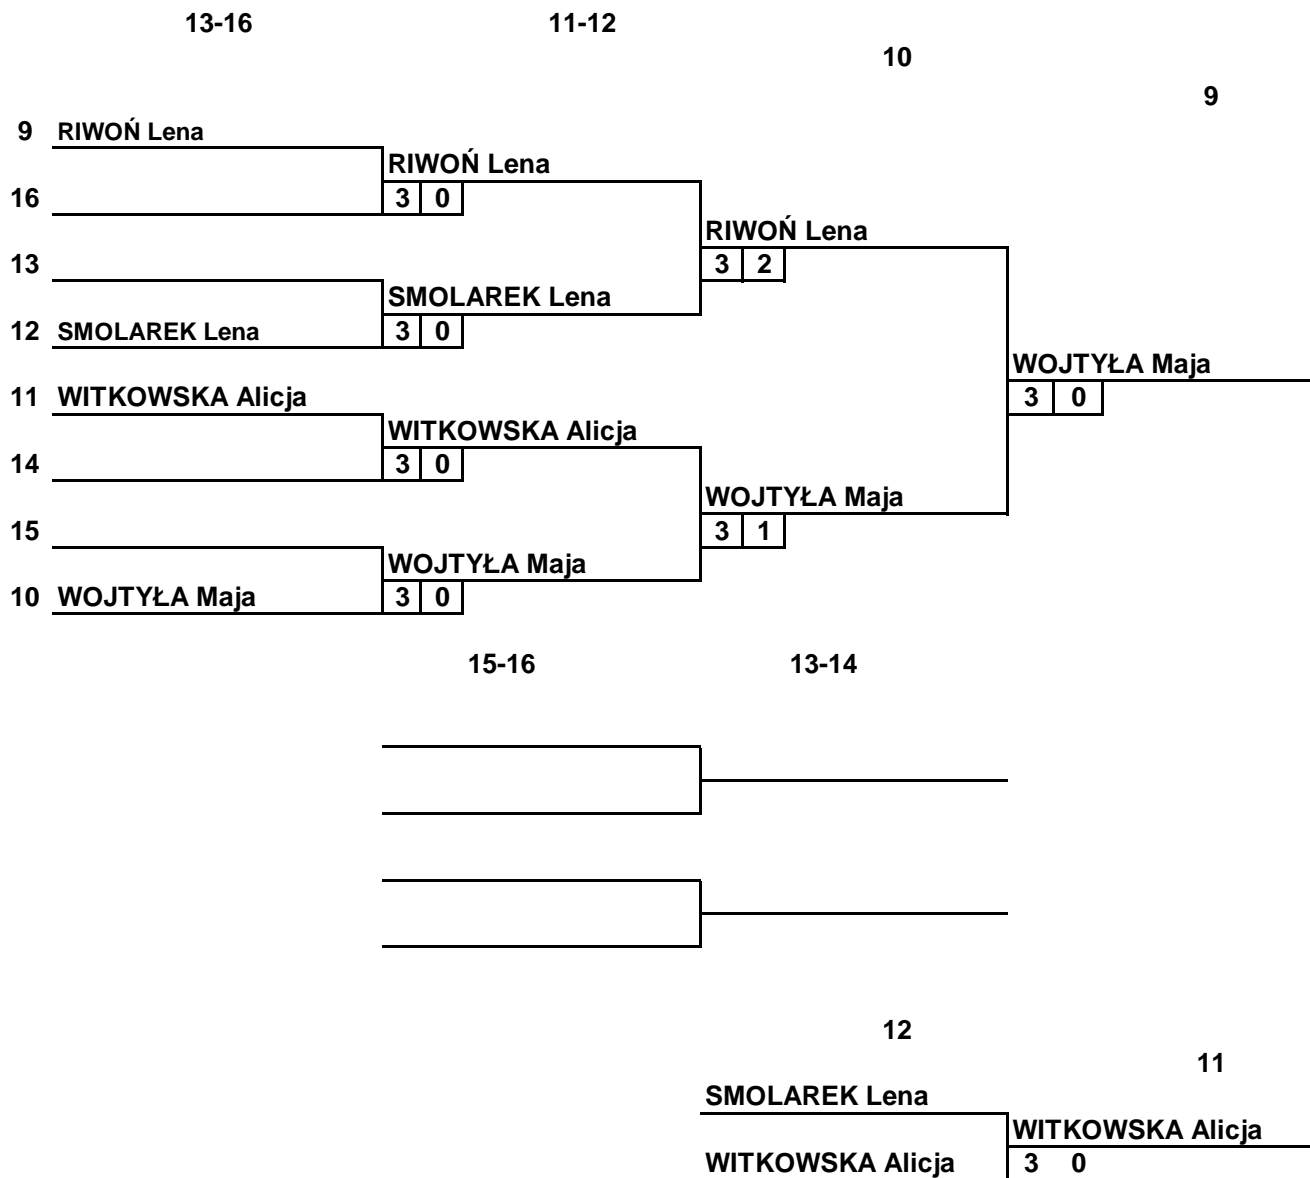 13-16 11-12
10
9
9 RIWOŃ Lena
RIWOŃ Lena
16 3 0
RIWOŃ Lena
13 3 2
SMOLAREK Lena
12 SMOLAREK Lena 3 0
WOJTYŁA Maja
11 WITKOWSKA Alicja 3 0
WITKOWSKA Alicja
14 3 0
WOJTYŁA Maja
15 3 1
WOJTYŁA Maja
10 WOJTYŁA Maja 3 0
15-16 13-14
12
11
SMOLAREK Lena
WITKOWSKA Alicja
WITKOWSKA Alicja 3 0